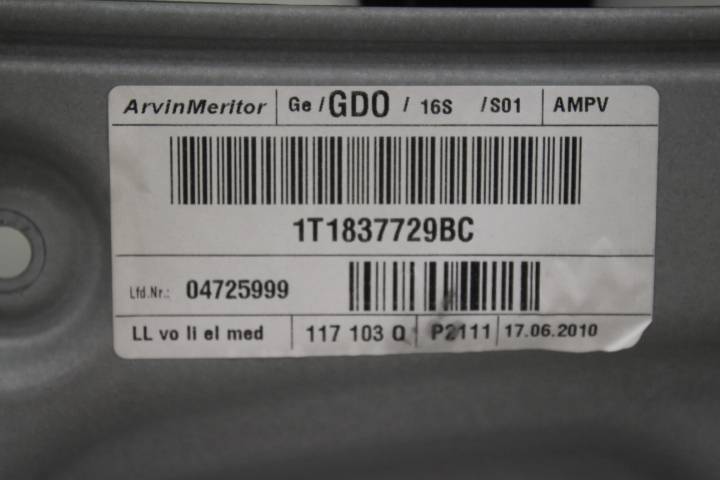 ArvinMeritor Ge / GDO / 16S / S01 AMPV
1T1837729BC
Lfd.Nr.: 04725999
LL vo li el med 117 103 Q P2111 17.06.2010